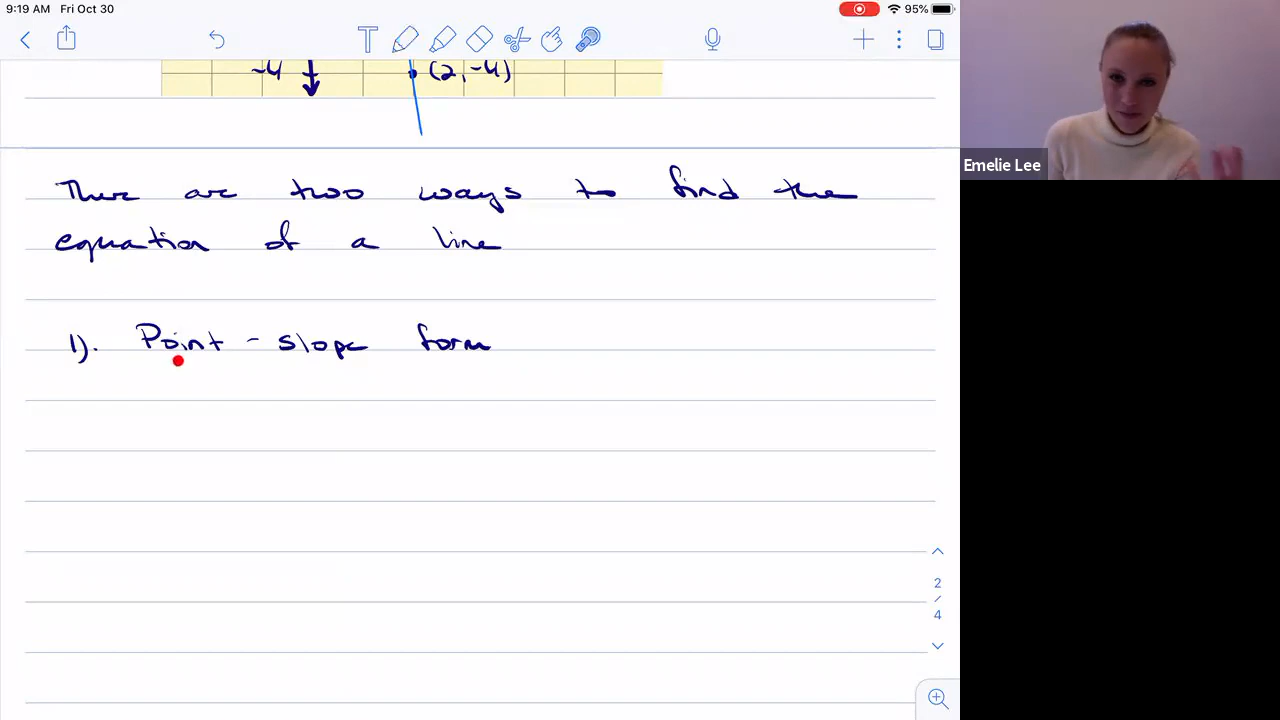 9:19 AM Fri Oct 30
95%
T
-4 (2,-4)
Emelie Lee
There are two ways to find the
equation of a line
1). Point - slope form
2
/
4